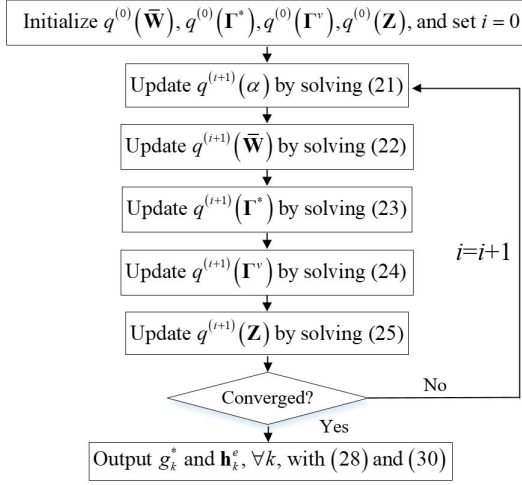 Initialize q^{(0)}(W̄), q^{(0)}(Γ^*), q^{(0)}(Γ^v), q^{(0)}(Z), and set i = 0
Update q^{(i+1)}(α) by solving (21)
Update q^{(i+1)}(W̄) by solving (22)
Update q^{(i+1)}(Γ^*) by solving (23)
Update q^{(i+1)}(Γ^v) by solving (24)
i=i+1
Update q^{(i+1)}(Z) by solving (25)
Converged?
No
Yes
Output g_k^* and h_k^e, ∀k, with (28) and (30)